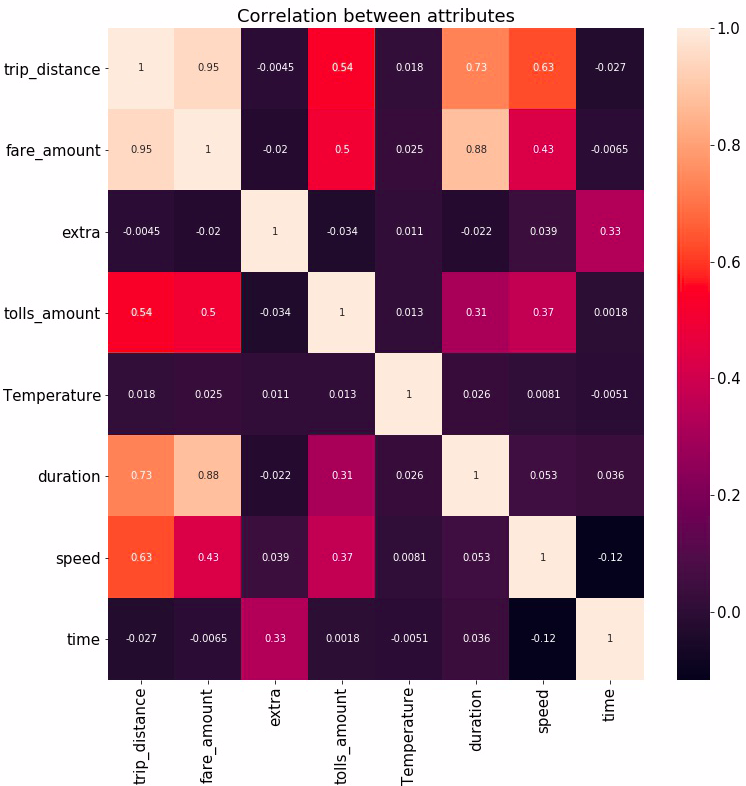 Correlation between attributes
trip_distance 1 0.95 -0.0045 0.54 0.018 0.73 0.63 -0.027
fare_amount 0.95 1 -0.02 0.5 0.025 0.88 0.43 -0.0065
extra -0.0045 -0.02 1 -0.034 0.011 -0.022 0.039 0.33
tolls_amount 0.54 0.5 -0.034 1 0.013 0.31 0.37 0.0018
Temperature 0.018 0.025 0.011 0.013 1 0.026 0.0081 -0.0051
duration 0.73 0.88 -0.022 0.31 0.026 1 0.053 0.036
speed 0.63 0.43 0.039 0.37 0.0081 0.053 1 -0.12
time -0.027 -0.0065 0.33 0.0018 -0.0051 0.036 -0.12 1
trip_distance
fare_amount
extra
tolls_amount
Temperature
duration
speed
time
1.0
0.8
0.6
0.4
0.2
0.0